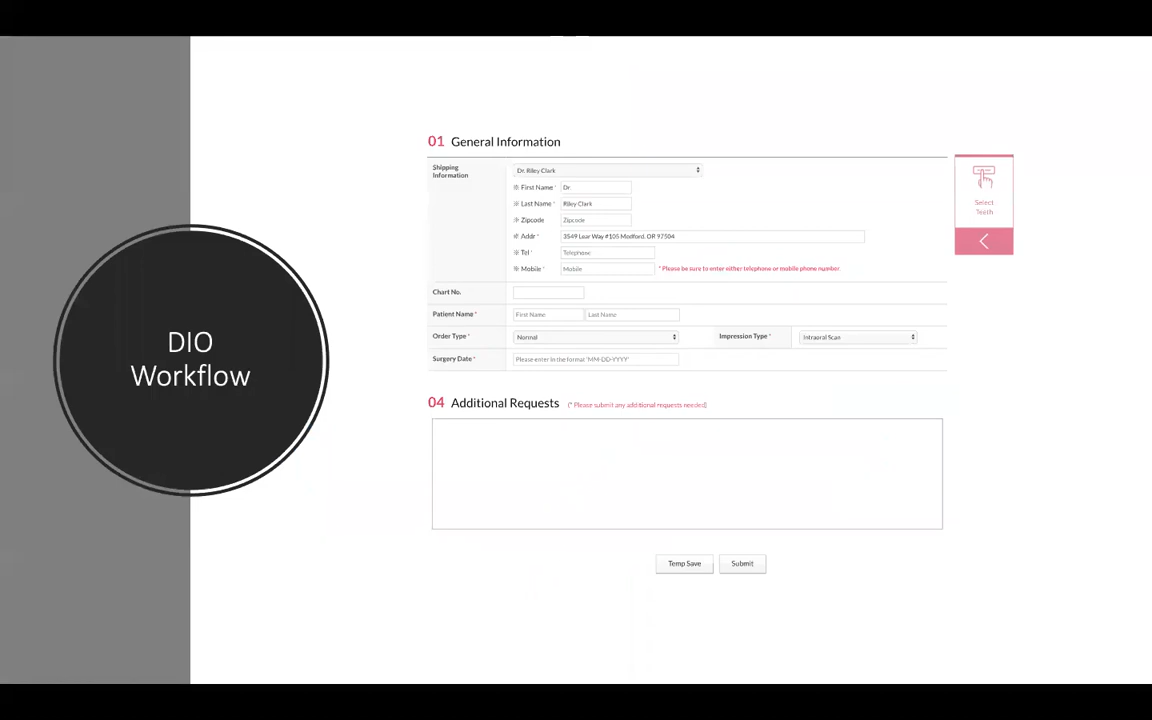 DIO
Workflow
01 General Information
Shipping
Information
Dr. Riley Clark
※ First Name * Dr
※ Last Name * Riley Clark
※ Zipcode Zipcode
※ Addr * 3549 Lear Way #105 Medford, OR 97504
※ Tel * Telephone
※ Mobile * Mobile * Please be sure to enter either telephone or mobile phone number.
Chart No.
Patient Name * First Name Last Name
Order Type * Normal Impression Type * Intraoral Scan
Surgery Date * Please enter in the format 'MM-DD-YYYY'
Select
Teeth
04 Additional Requests (* Please submit any additional requests needed)
Temp Save Submit